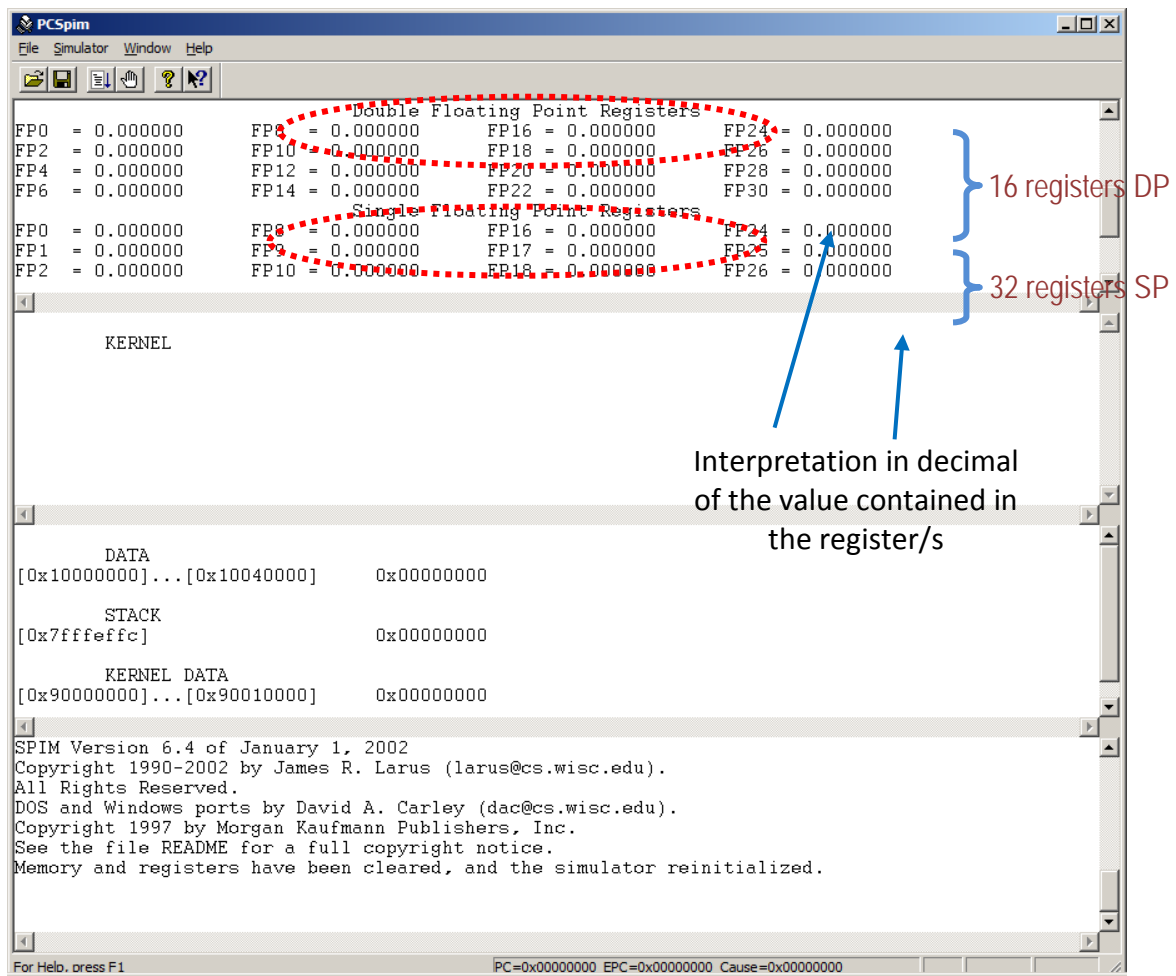 PCSpim
File Simulator Window Help
Double Floating Point Registers
FP0 = 0.000000 FP8 = 0.000000 FP16 = 0.000000 FP24 = 0.000000
FP2 = 0.000000 FP10 = 0.000000 FP18 = 0.000000 FP26 = 0.000000
FP4 = 0.000000 FP12 = 0.000000 FP20 = 0.000000 FP28 = 0.000000
FP6 = 0.000000 FP14 = 0.000000 FP22 = 0.000000 FP30 = 0.000000
16 registers DP
Single Floating Point Registers
FP0 = 0.000000 FP8 = 0.000000 FP16 = 0.000000 FP24 = 0.000000
FP1 = 0.000000 FP9 = 0.000000 FP17 = 0.000000 FP25 = 0.000000
FP2 = 0.000000 FP10 = 0.000000 FP18 = 0.000000 FP26 = 0.000000
32 registers SP
KERNEL
Interpretation in decimal
of the value contained in
the register/s
DATA
[0x10000000]...[0x10040000] 0x00000000
STACK
[0x7fffeffc] 0x00000000
KERNEL DATA
[0x90000000]...[0x90010000] 0x00000000
SPIM Version 6.4 of January 1, 2002
Copyright 1990-2002 by James R. Larus (larus@cs.wisc.edu).
All Rights Reserved.
DOS and Windows ports by David A. Carley (dac@cs.wisc.edu).
Copyright 1997 by Morgan Kaufmann Publishers, Inc.
See the file README for a full copyright notice.
Memory and registers have been cleared, and the simulator reinitialized.
For Help, press F1
PC=0x00000000 EPC=0x00000000 Cause=0x00000000